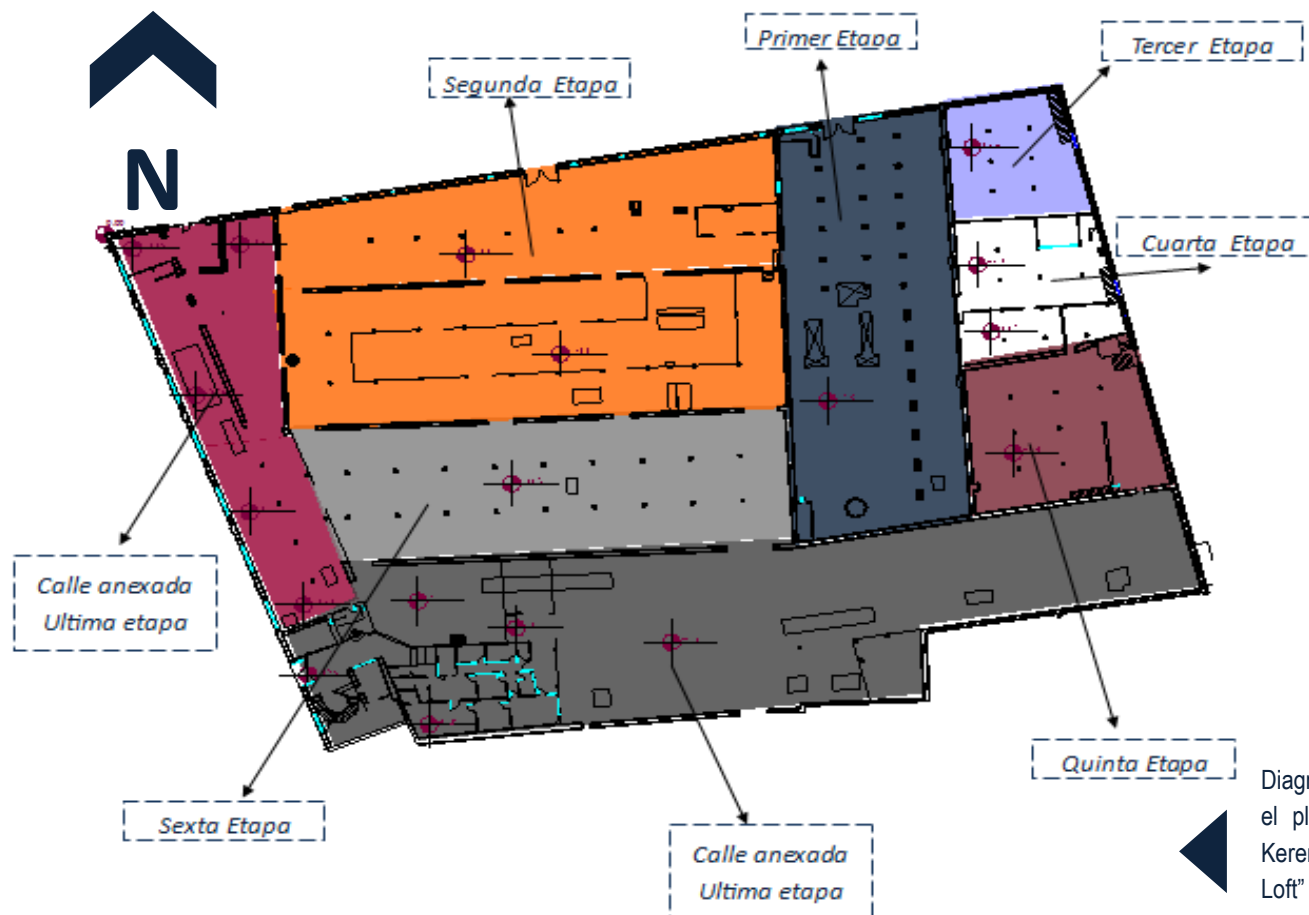 N
Segunda Etapa
Primer Etapa
Tercer Etapa
Cuarta Etapa
Calle anexada
Ultima etapa
Sexta Etapa
Calle anexada
Ultima etapa
Quinta Etapa
Diagr
el pl
Keren
Loft”